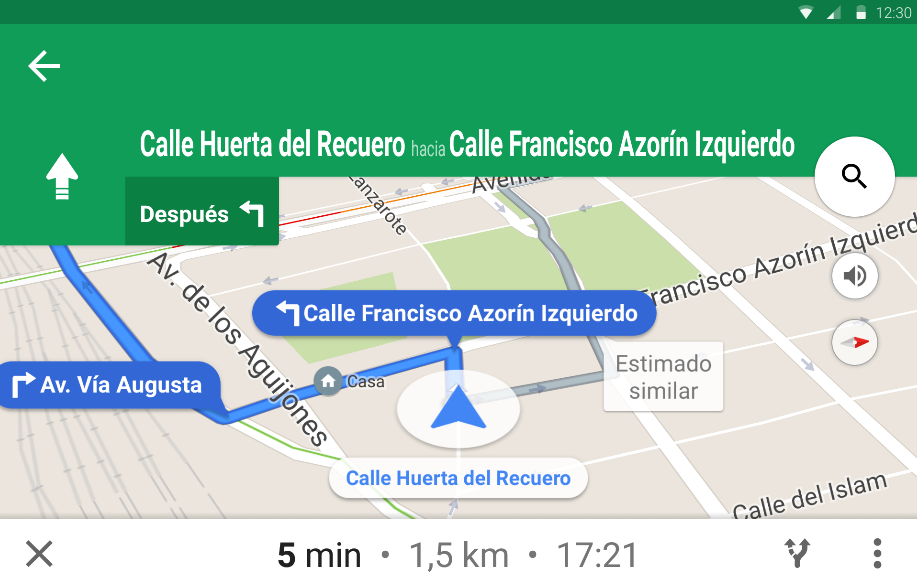 12:30
Calle Huerta del Recuero hacia Calle Francisco Azorín Izquierdo
Después
Lanzarote
Avenida
Francisco Azorín Izquierdo
Av. de los Aguijones
Calle Francisco Azorín Izquierdo
Estimado
similar
Av. Vía Augusta
Casa
Calle Huerta del Recuero
Calle del Islam
5 min · 1,5 km · 17:21